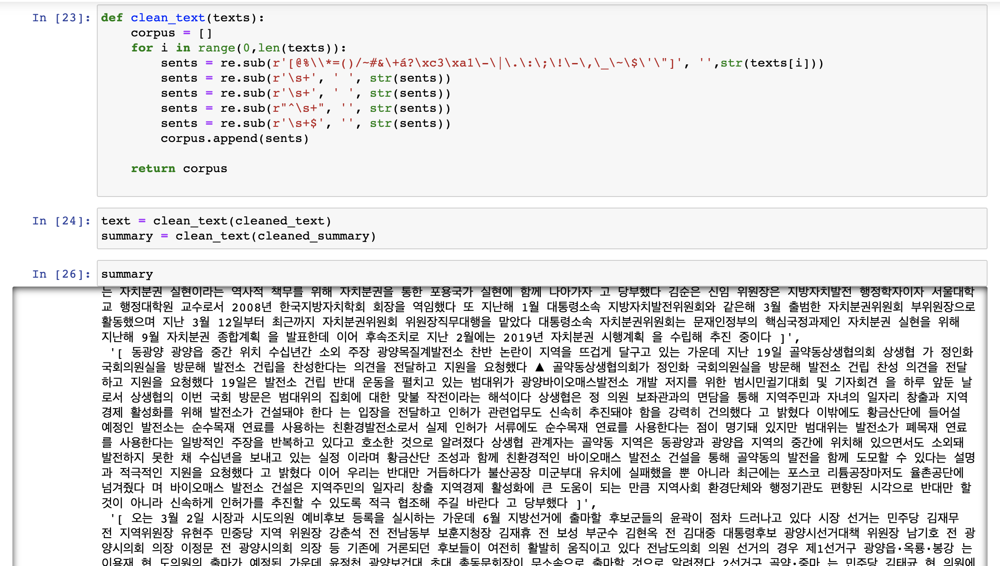 In [23]: def clean_text(texts):
    corpus = []
    for i in range(0,len(texts)):
        sents = re.sub(r'[@%\\*=()/~#&\+á?\xc3\xa1\-\|\.\:\;\!\-\,\_\~\$\'\"]', '',str(texts[i]))
        sents = re.sub(r'\s+', ' ', str(sents))
        sents = re.sub(r'\s+', ' ', str(sents))
        sents = re.sub(r"^\s+", '', str(sents))
        sents = re.sub(r'\s+$', '', str(sents))
        corpus.append(sents)
    return corpus
In [24]: text = clean_text(cleaned_text)
summary = clean_text(cleaned_summary)
In [26]: summary
는 자치분권 실현이라는 역사적 책무를 위해 자치분권을 통한 포용국가 실현에 함께 나아가자 고 당부했다 김순은 신임 위원장은 지방자치발전 행정학자이자 서울대학
교 행정대학원 교수로서 2008년 한국지방자치학회 회장을 역임했다 또 지난해 1월 대통령소속 지방자치발전위원회와 같은해 3월 출범한 자치분권위원회 부위원장으로
활동했으며 지난 3월 12일부터 최근까지 자치분권위원회 위원장직무대행을 맡았다 대통령소속 자치분권위원회는 문재인정부의 핵심국정과제인 자치분권 실현을 위해
지난해 9월 자치분권 종합계획 을 발표한데 이어 후속조치로 지난 2월에는 2019년 자치분권 시행계획 을 수립해 추진 중이다 ]',
'[ 동광양 광양읍 중간 위치 수십년간 소외 주장 광양목질계발전소 찬반 논란이 지역을 뜨겁게 달구고 있는 가운데 지난 19일 골약동상생협의회 상생협 가 정인화
국회의원실을 방문해 발전소 건립을 찬성한다는 의견을 전달하고 지원을 요청했다 ▲ 골약동상생협의회가 정인화 국회의원실을 방문해 발전소 건립 찬성 의견을 전달
하고 지원을 요청했다 19일은 발전소 건립 반대 운동을 펼치고 있는 범대위가 광양바이오매스발전소 개발 저지를 위한 범시민궐기대회 및 기자회견 을 하루 앞둔 날
로서 상생협의 이번 국회 방문은 범대위의 집회에 대한 맞불 작전이라는 해석이다 상생협은 정 의원 보좌관과의 면담을 통해 지역주민과 자녀의 일자리 창출과 지역
경제 활성화를 위해 발전소가 건설돼야 한다 는 입장을 전달하고 인허가 관련업무도 신속히 추진돼야 함을 강력히 건의했다 고 밝혔다 이밖에도 황금산단에 들어설
예정인 발전소는 순수목재 연료를 사용하는 친환경발전소로서 실제 인허가 서류에도 순수목재 연료를 사용한다는 점이 명기돼 있지만 범대위는 발전소가 폐목재 연료
를 사용한다는 일방적인 주장을 반복하고 있다고 호소한 것으로 알려졌다 상생협 관계자는 골약동 지역은 동광양과 광양읍 지역의 중간에 위치해 있으면서도 소외돼
발전하지 못한 채 수십년을 보내고 있는 실정 이라며 황금산단 조성과 함께 친환경적인 바이오매스 발전소 건설을 통해 골약동의 발전을 함께 도모할 수 있다는 설명
과 적극적인 지원을 요청했다 고 밝혔다 이어 우리는 반대만 거듭하다가 불산공장 미군부대 유치에 실패했을 뿐 아니라 최근에는 포스코 리튬공장마저도 율촌공단에
넘겨줬다 며 바이오매스 발전소 건설은 지역주민의 일자리 창출 지역경제 활성화에 큰 도움이 되는 만큼 지역사회 환경단체와 행정기관도 편향된 시각으로 반대만 할
것이 아니라 신속하게 인허가를 추진할 수 있도록 적극 협조해 주길 바란다 고 당부했다 ]',
'[ 오는 3월 2일 시장과 시도의원 예비후보 등록을 실시하는 가운데 6월 지방선거에 출마할 후보군들의 윤곽이 점차 드러나고 있다 시장 선거는 민주당 김재무
전 지역위원장 유현주 민중당 지역 위원장 강춘석 전 전남동부 보훈지청장 김재휴 전 보성 부군수 김현옥 전 김대중 대통령후보 광양시선거대책 위원장 남기호 전 광
양시의회 의장 이정문 전 광양시의회 의장 등 기존에 거론되던 후보들이 여전히 활발히 움직이고 있다 전남도의회 의원 선거의 경우 제1선거구 광양읍·옥룡·봉강 는
이용재 현 도의원의 출마가 예정된 가운데 윤정천 광양보건대 초대 총동문회장이 무소속으로 출마할 것으로 알려졌다 2선거구 골약·중마 는 민주당 김태균 현 의원에